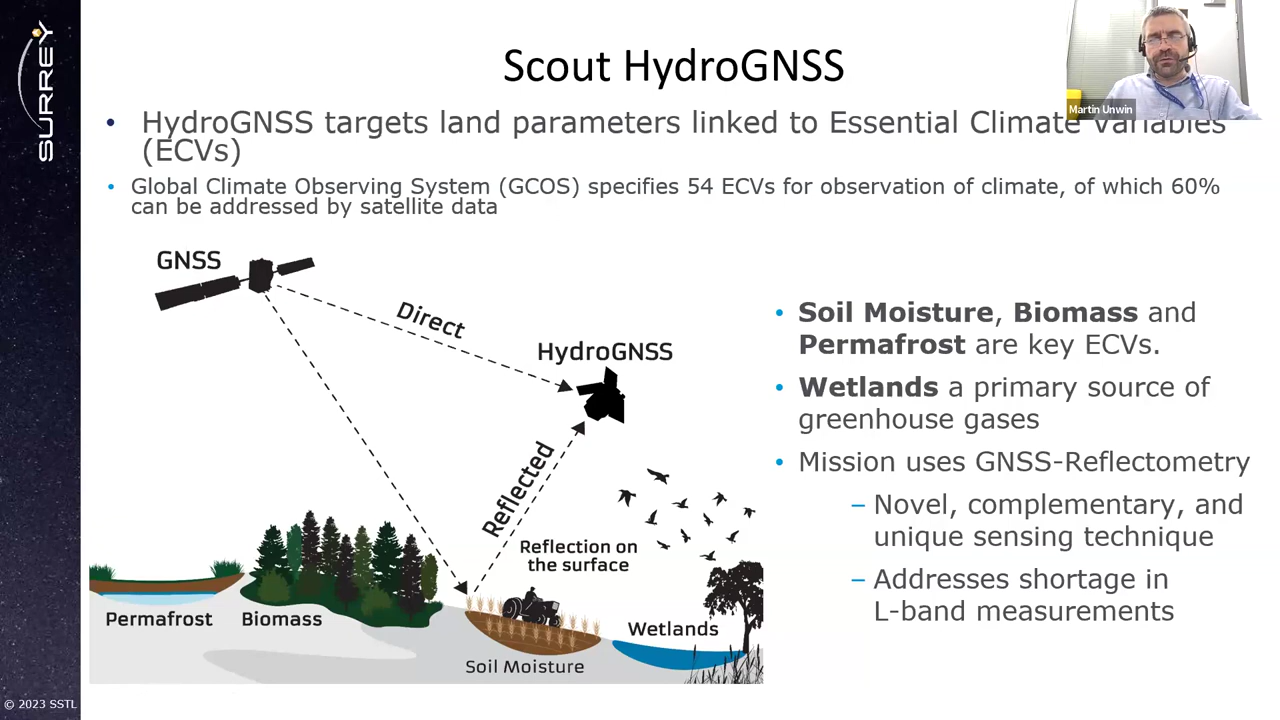 SURREY
Scout HydroGNSS
Martin Unwin
• HydroGNSS targets land parameters linked to Essential Climate Variables
(ECVs)
• Global Climate Observing System (GCOS) specifies 54 ECVs for observation of climate, of which 60%
can be addressed by satellite data
GNSS
Direct
HydroGNSS
Reflected
Reflection on
the surface
Permafrost
Biomass
Soil Moisture
Wetlands
• Soil Moisture, Biomass and
Permafrost are key ECVs.
• Wetlands a primary source of
greenhouse gases
• Mission uses GNSS-Reflectometry
– Novel, complementary, and
unique sensing technique
– Addresses shortage in
L-band measurements
© 2023 SSTL